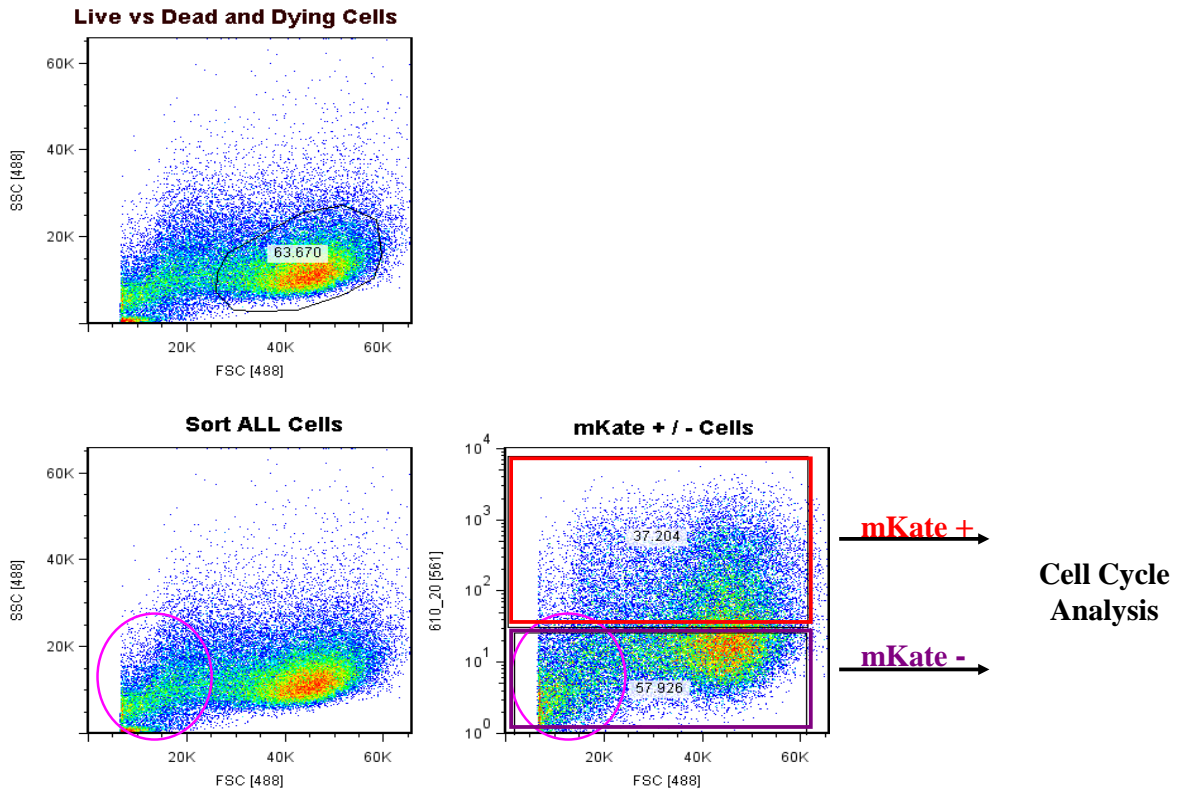 Live vs Dead and Dying Cells
60K
40K
20K
SSC [488]
63.670
20K 40K 60K
FSC [488]
Sort ALL Cells
60K
40K
20K
SSC [488]
20K 40K 60K
FSC [488]
mKate + / - Cells
10^4
10^3
10^2
10^1
10^0
610_20 [561]
37.204
57.926
20K 40K 60K
FSC [488]
mKate +
mKate -
Cell Cycle
Analysis